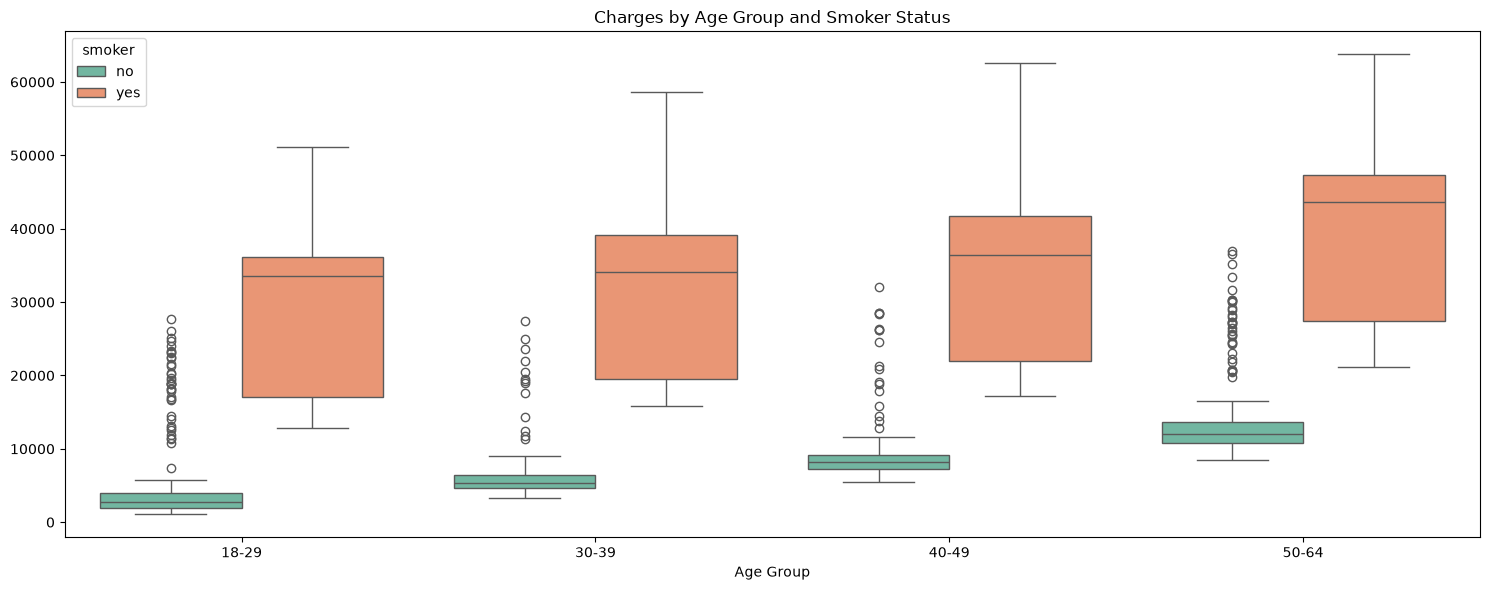 Charges by Age Group and Smoker Status
smoker
no
yes
60000
50000
40000
30000
20000
10000
0
18-29 30-39 40-49 50-64
Age Group